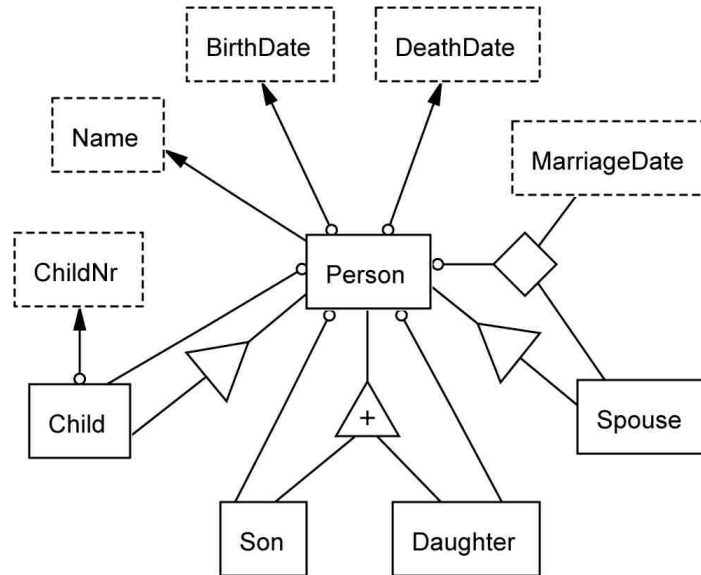 BirthDate
DeathDate
Name
MarriageDate
ChildNr
Person
Child
Spouse
+
Son
Daughter